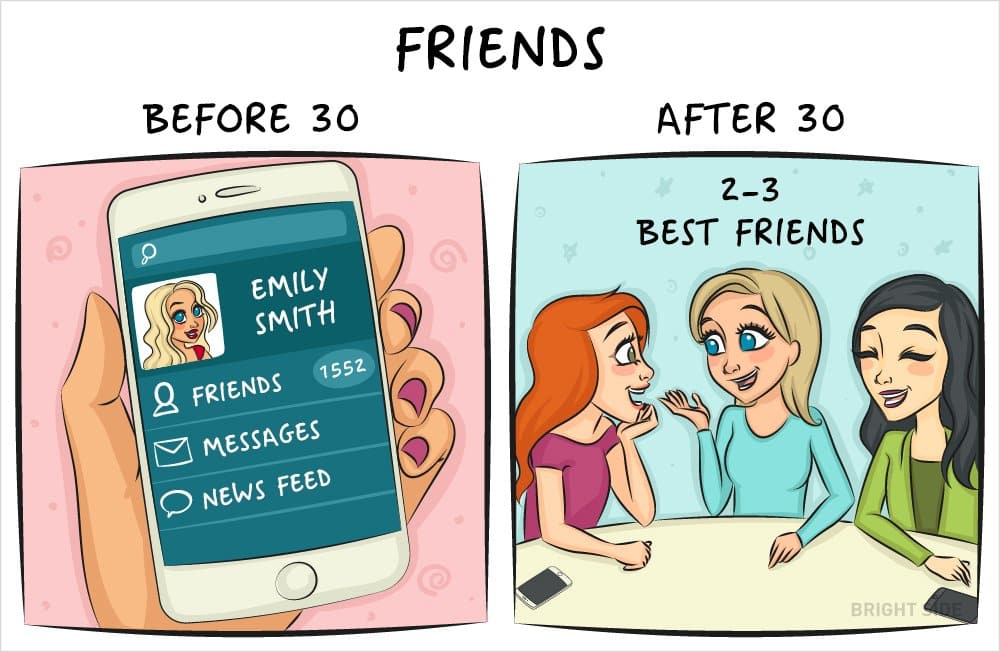 FRIENDS
BEFORE 30
AFTER 30
EMILY
SMITH
FRIENDS 1552
MESSAGES
NEWS FEED
2-3
BEST FRIENDS
BRIGHT SIDE